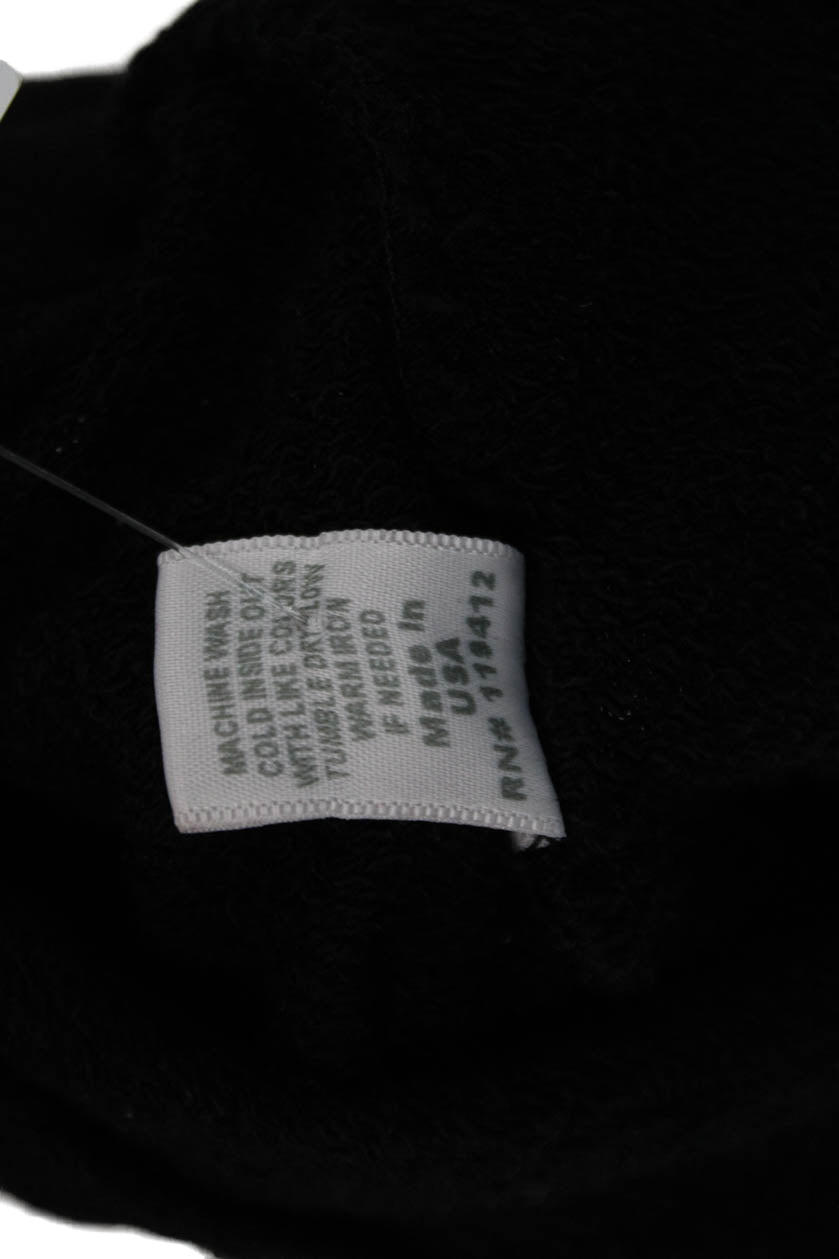 MACHINE WASH
COLD INSIDE OUT
WITH LIKE COLORS
TUMBLE DRY LOW
WARM IRON
IF NEEDED
Made In
USA
RN# 119412